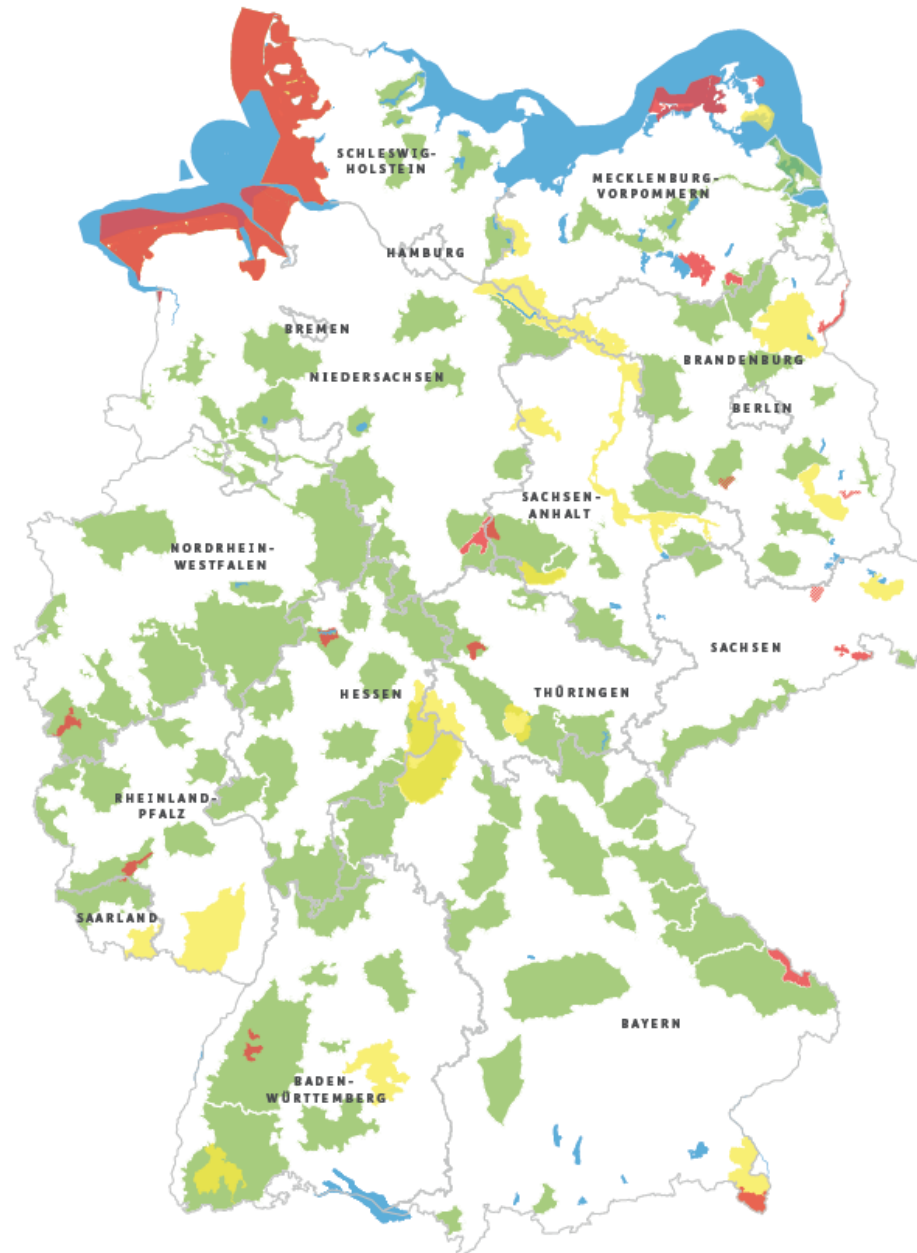 SCHLESWIG-
HOLSTEIN
MECKLENBURG-
VORPOMMERN
HAMBURG
BREMEN
NIEDERSACHSEN
BRANDENBURG
BERLIN
SACHSEN-
ANHALT
NORDRHEIN-
WESTFALEN
SACHSEN
HESSEN
THÜRINGEN
RHEINLAND-
PFALZ
SAARLAND
BAYERN
BADEN-
WÜRTTEMBERG